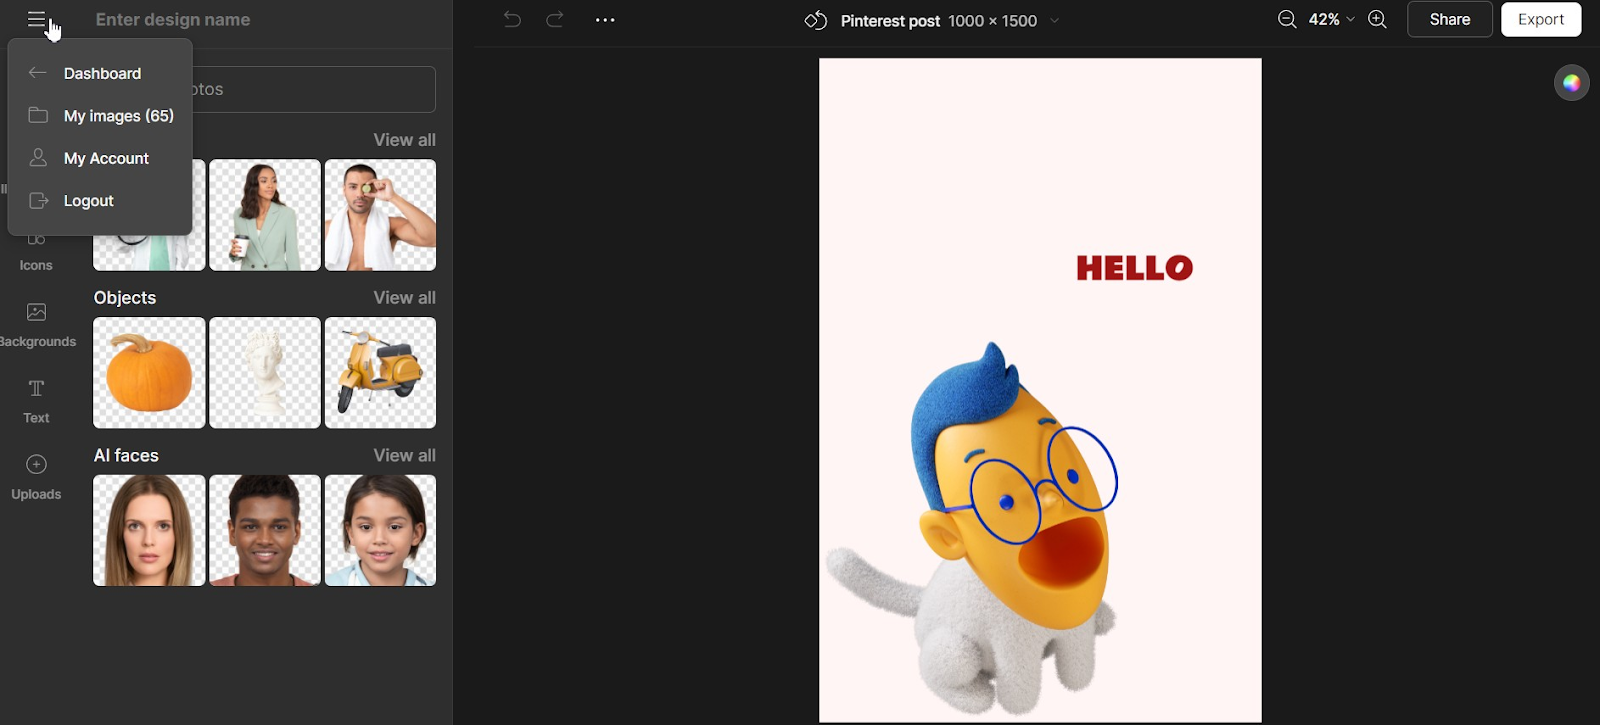 Enter design name
Pinterest post 1000 × 1500
42%
Share
Export
Dashboard
My images (65)
My Account
Logout
View all
Icons
Backgrounds
Text
Uploads
Objects
View all
AI faces
View all
HELLO